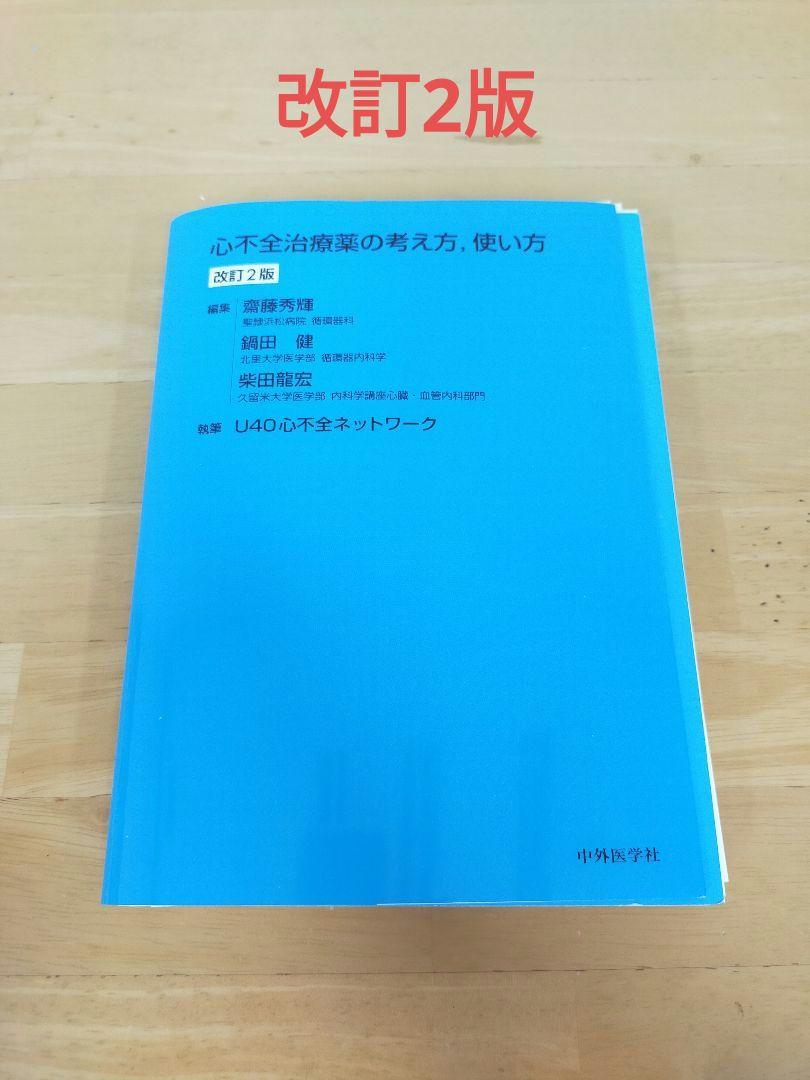 改訂2版
心不全治療薬の考え方, 使い方
改訂2版
編集 齋藤秀輝
聖隷浜松病院 循環器科
鍋田 健
北里大学医学部 循環器内科学
柴田龍宏
久留米大学医学部 内科学講座心臓・血管内科部門
執筆 U40心不全ネットワーク
中外医学社